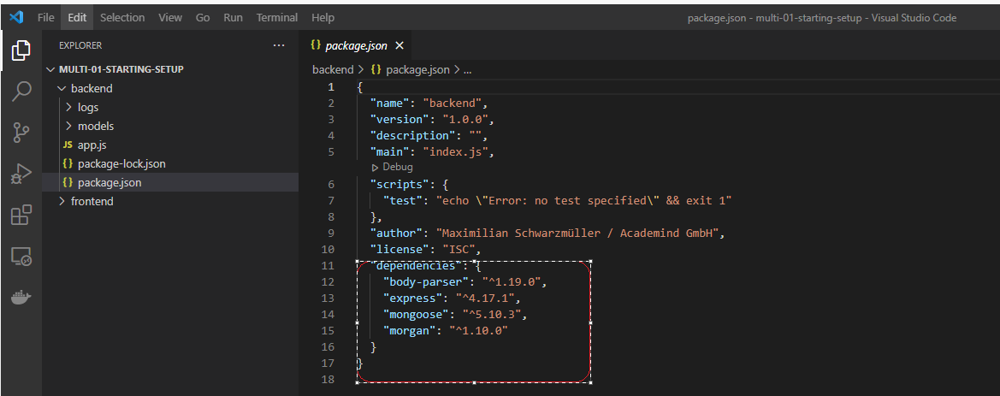 File Edit Selection View Go Run Terminal Help
package.json - multi-01-starting-setup - Visual Studio Code
EXPLORER
MULTI-01-STARTING-SETUP
backend
logs
models
JS app.js
{} package-lock.json
{} package.json
frontend
{} package.json
backend > {} package.json > ...
1 {
2 "name": "backend",
3 "version": "1.0.0",
4 "description": "",
5 "main": "index.js",
Debug
6 "scripts": {
7 "test": "echo \"Error: no test specified\" && exit 1"
8 },
9 "author": "Maximilian Schwarzmüller / Academind GmbH",
10 "license": "ISC",
11 "dependencies": {
12 "body-parser": "^1.19.0",
13 "express": "^4.17.1",
14 "mongoose": "^5.10.3",
15 "morgan": "^1.10.0"
16 }
17 }
18